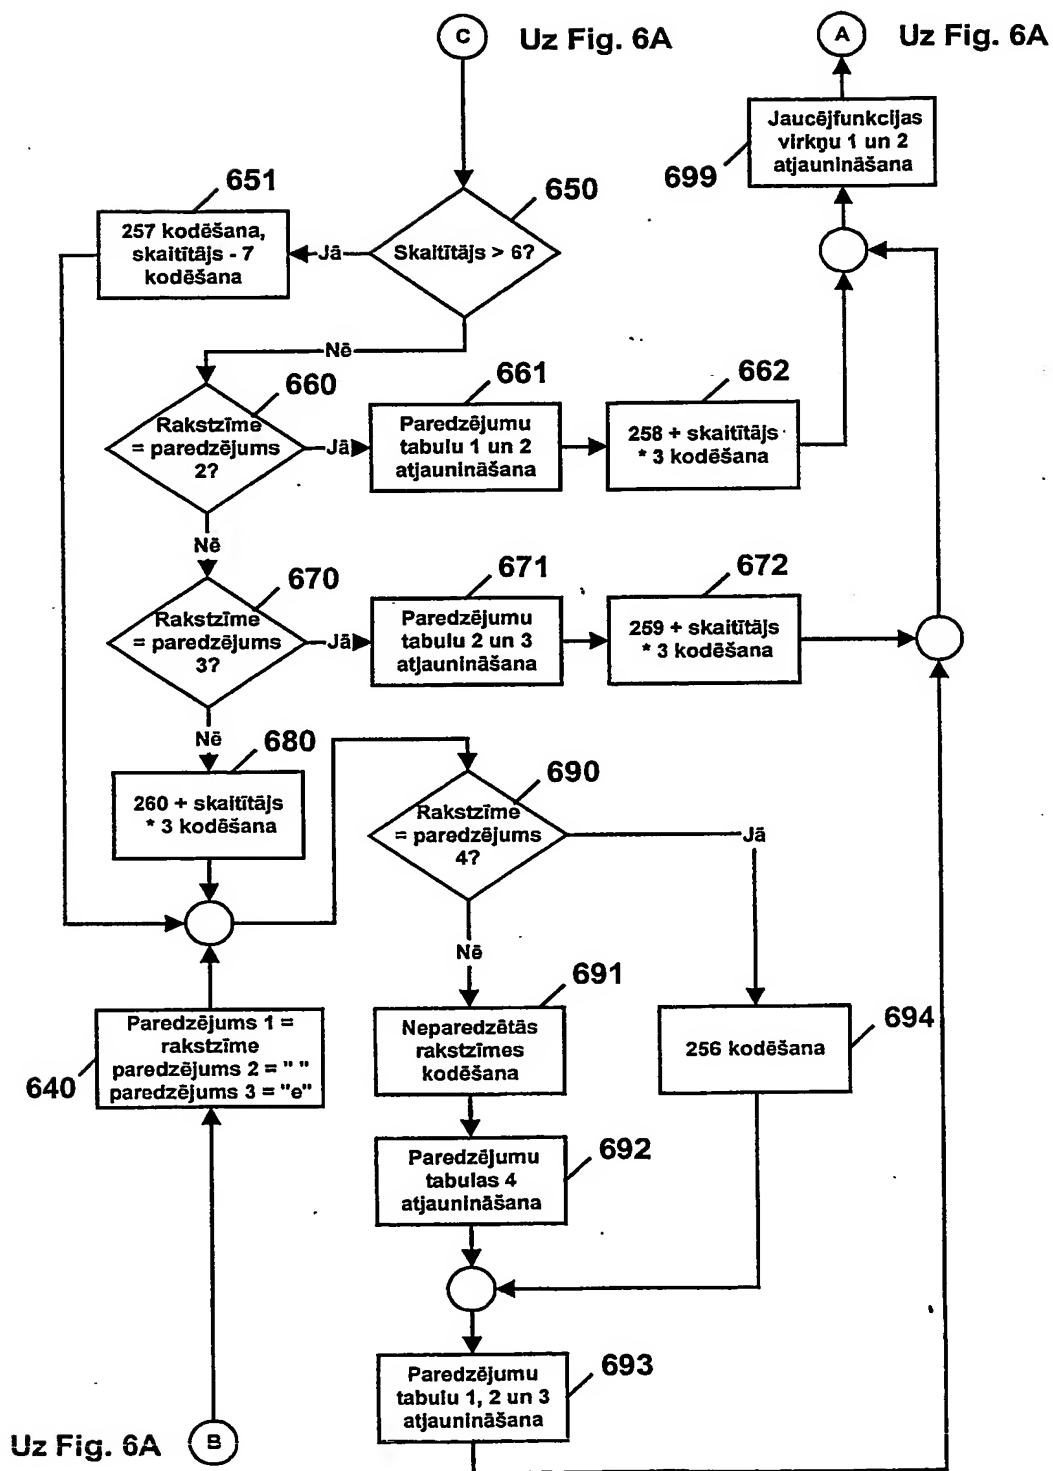 C Uz Fig. 6A
A Uz Fig. 6A
Jaucējfunkcijas
virkņu 1 un 2
atjaunināšana
699
651
650
257 kodēšana,
skaitītājs - 7
kodēšana
Jā
Skaitītājs > 6?
Nē
660
661
662
Rakstzīme
= paredzējums
2?
Jā
Paredzējumu
tabulu 1 un 2
atjaunināšana
258 + skaitītājs
* 3 kodēšana
Nē
670
671
672
Rakstzīme
= paredzējums
3?
Jā
Paredzējumu
tabulu 2 un 3
atjaunināšana
259 + skaitītājs
* 3 kodēšana
Nē
680
260 + skaitītājs
* 3 kodēšana
690
Rakstzīme
= paredzējums
4?
Jā
Nē
691
Neparedzētās
rakstzīmes
kodēšana
694
256 kodēšana
640
Paredzējums 1 =
rakstzīme
paredzējums 2 = " "
paredzējums 3 = "e"
692
Paredzējumu
tabulas 4
atjaunināšana
693
Paredzējumu
tabulu 1, 2 un 3
atjaunināšana
Uz Fig. 6A B